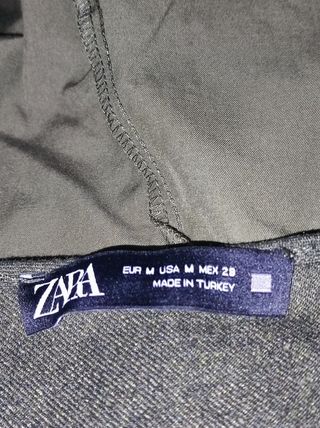 ZARA
EUR M USA M MEX 28
MADE IN TURKEY